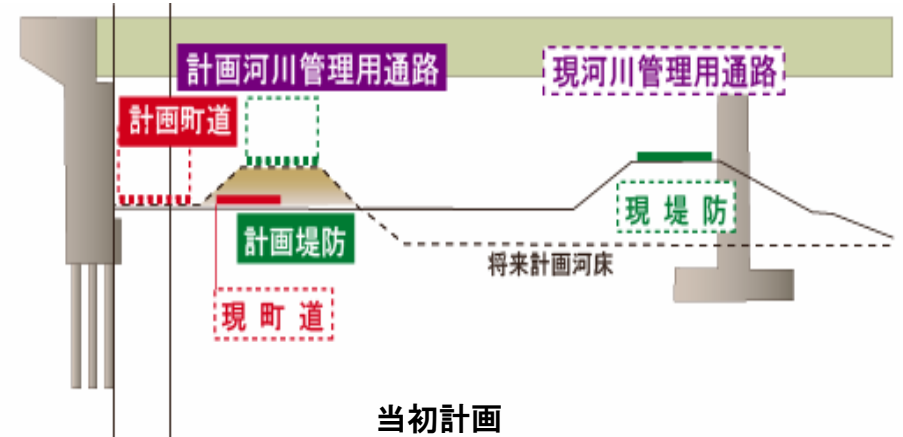 計画河川管理用通路
現河川管理用通路
計画町道
現堤防
計画堤防
将来計画河床
現町道
当初計画